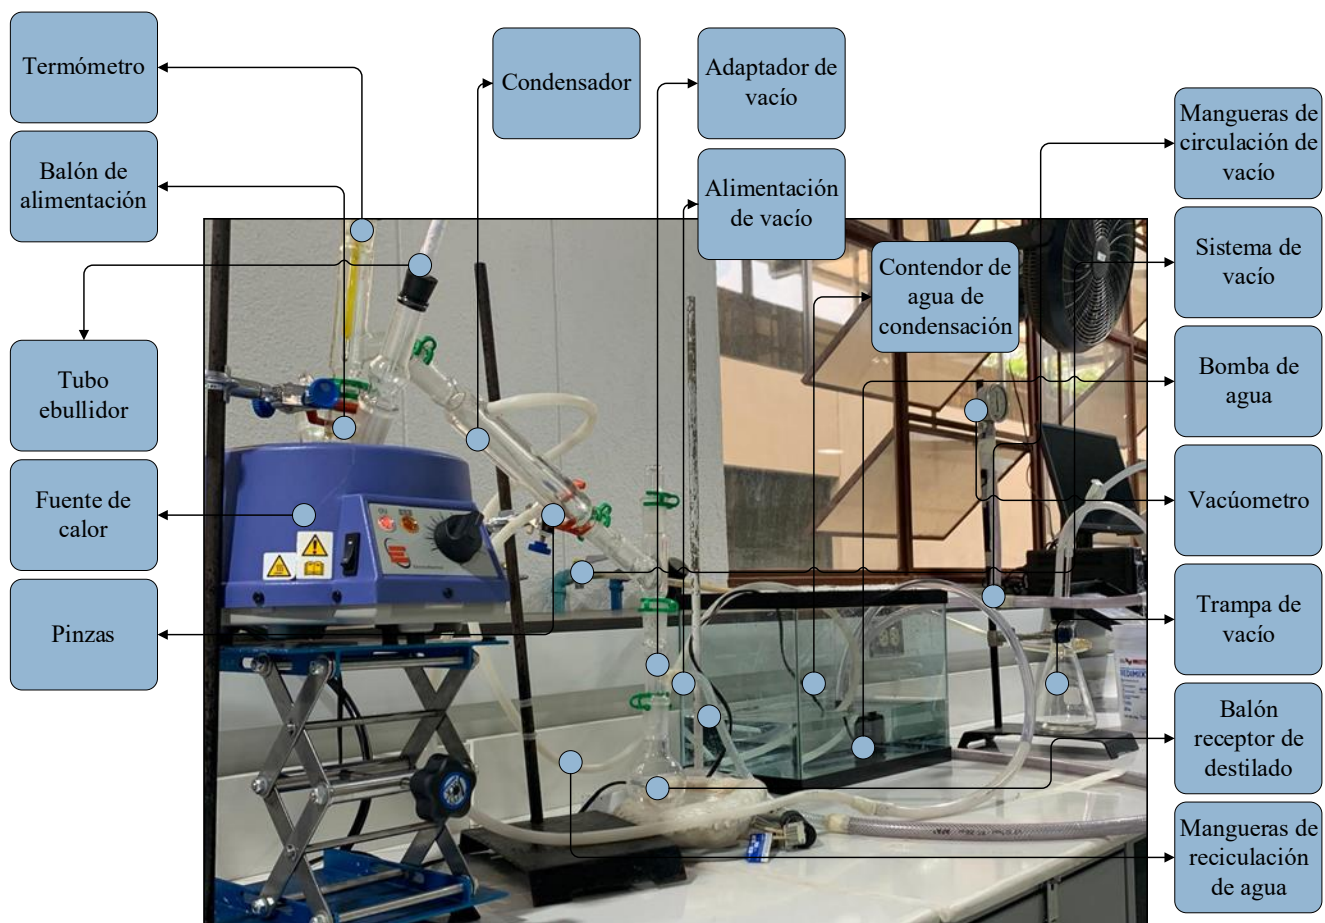 Termómetro
Balón de
alimentación
Tubo
ebullidor
Fuente de
calor
Pinzas
Condensador
Adaptador de
vacío
Alimentación
de vacío
Contendor de
agua de
condensación
Mangueras de
circulación de
vacío
Sistema de
vacío
Bomba de
agua
Vacúometro
Trampa de
vacío
Balón
receptor de
destilado
Mangueras de
reciculación
de agua